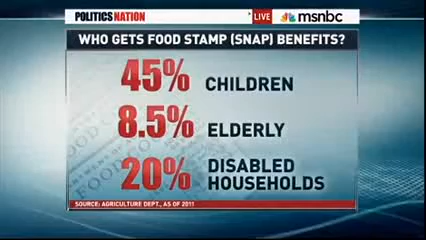 POLITICSNATION
LIVE msnbc
WHO GETS FOOD STAMP (SNAP) BENEFITS?
45% CHILDREN
8.5% ELDERLY
20% DISABLED
HOUSEHOLDS
SOURCE: AGRICULTURE DEPT., AS OF 2011